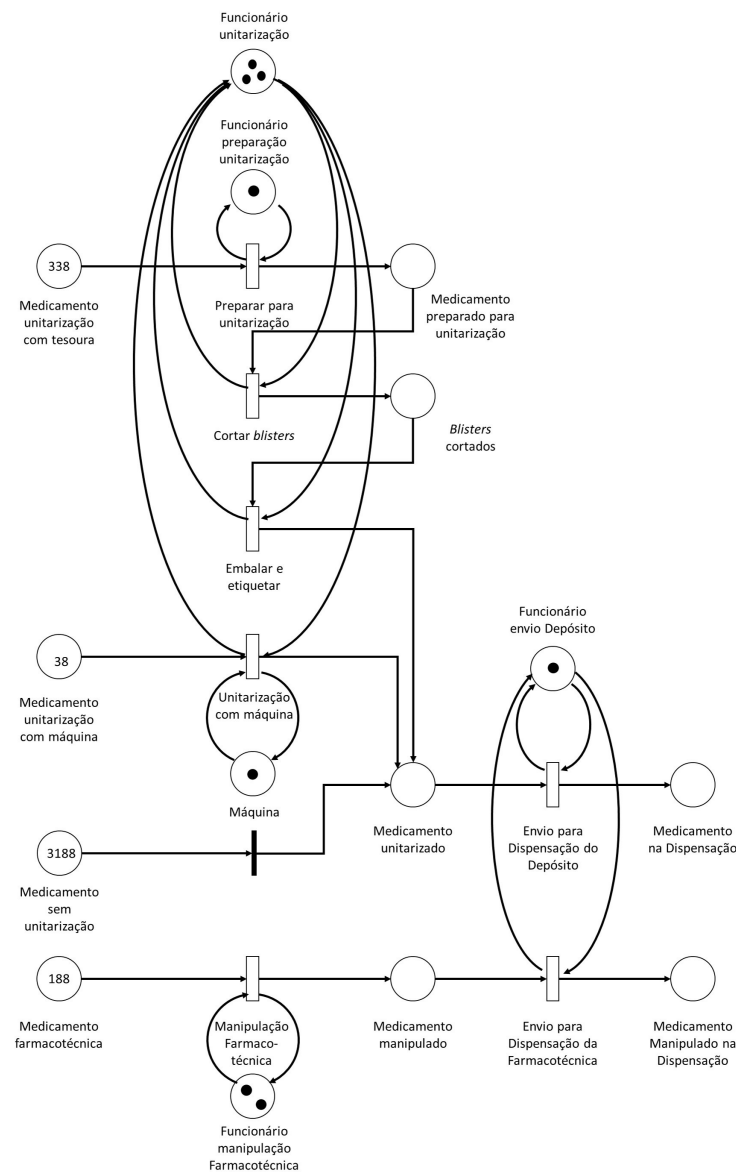 Funcionário
unitarização
Funcionário
preparação
unitarização
338
Medicamento
unitarização
com tesoura
Preparar para
unitarização
Medicamento
preparado para
unitarização
Cortar blisters
Blisters
cortados
Embalar e
etiquetar
Funcionário
envio Depósito
38
Medicamento
unitarização
com máquina
Unitarização
com máquina
Máquina
Medicamento
unitarizado
Envio para
Dispensação do
Depósito
Medicamento
na Dispensação
3188
Medicamento
sem
unitarização
188
Medicamento
farmacotécnica
Manipulação
Farmaco-
técnica
Medicamento
manipulado
Envio para
Dispensação da
Farmacotécnica
Medicamento
Manipulado na
Dispensação
Funcionário
manipulação
Farmacotécnica